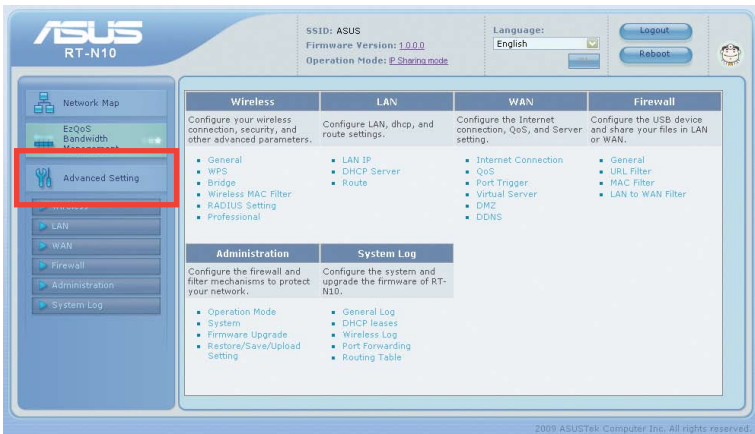 ASUS
RT-N10
SSID: ASUS
Firmware Version: 1.0.0.0
Operation Mode: IP Sharing mode
Language:
English
Logout
Reboot
Network Map
EzQoS
Bandwidth
Management
Advanced Setting
Wireless
LAN
WAN
Firewall
Administration
System Log
Wireless
Configure your wireless
connection, security, and
other advanced parameters.
General
WPS
Bridge
Wireless MAC Filter
RADIUS Setting
Professional
LAN
Configure LAN, dhcp, and
route settings.
LAN IP
DHCP Server
Route
WAN
Configure the Internet
connection, QoS, and Server
setting.
Internet Connection
QoS
Port Trigger
Virtual Server
DMZ
DDNS
Firewall
Configure the USB device
and share your files in LAN
or WAN.
General
URL Filter
MAC Filter
LAN to WAN Filter
Administration
Configure the firewall and
filter mechanisms to protect
your network.
Operation Mode
System
Firmware Upgrade
Restore/Save/Upload
Setting
System Log
Configure the system and
upgrade the firmware of RT-
N10.
General Log
DHCP leases
Wireless Log
Port Forwarding
Routing Table
2009 ASUSTek Computer Inc. All rights reserved.